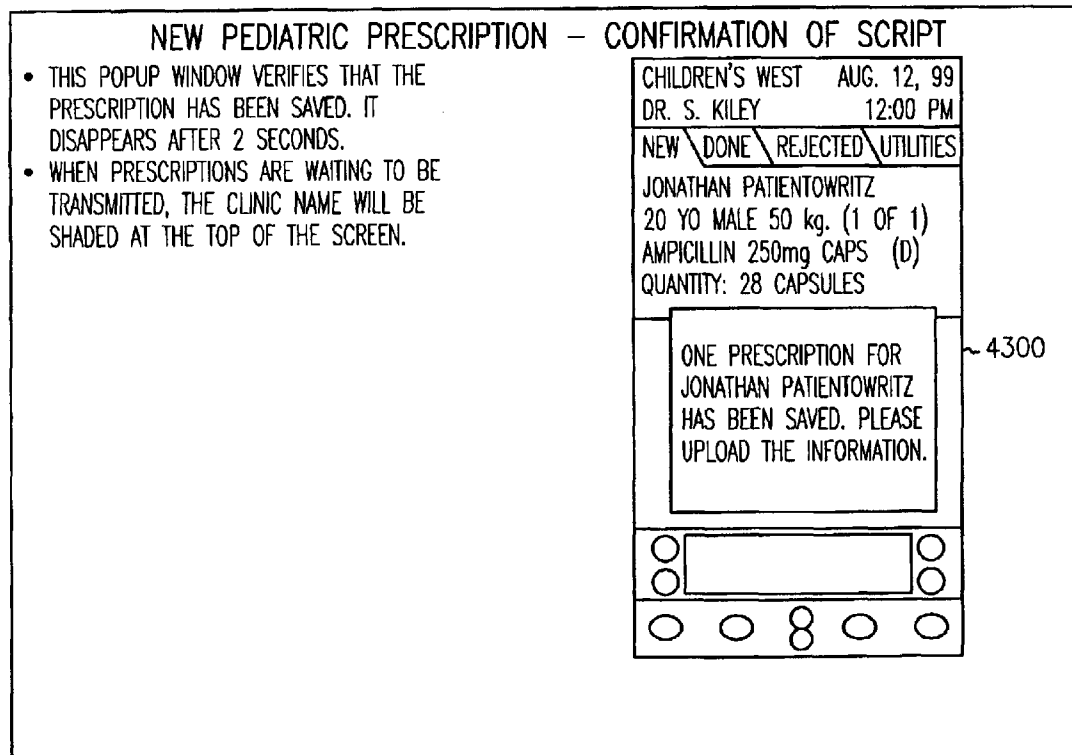 NEW PEDIATRIC PRESCRIPTION – CONFIRMATION OF SCRIPT
• THIS POPUP WINDOW VERIFIES THAT THE
PRESCRIPTION HAS BEEN SAVED. IT
DISAPPEARS AFTER 2 SECONDS.
• WHEN PRESCRIPTIONS ARE WAITING TO BE
TRANSMITTED, THE CLINIC NAME WILL BE
SHADED AT THE TOP OF THE SCREEN.
CHILDREN'S WEST AUG. 12, 99
DR. S. KILEY 12:00 PM
NEW DONE REJECTED UTILITIES
JONATHAN PATIENTOWRITZ
20 YO MALE 50 kg. (1 OF 1)
AMPICILLIN 250mg CAPS (D)
QUANTITY: 28 CAPSULES
ONE PRESCRIPTION FOR
JONATHAN PATIENTOWRITZ
HAS BEEN SAVED. PLEASE
UPLOAD THE INFORMATION.
4300